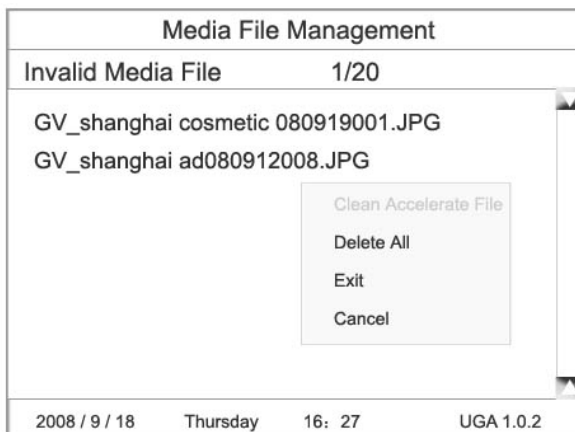 Media File Management
Invalid Media File 1/20
GV_shanghai cosmetic 080919001.JPG
GV_shanghai ad080912008.JPG
Clean Accelerate File
Delete All
Exit
Cancel
2008 / 9 / 18 Thursday 16：27 UGA 1.0.2